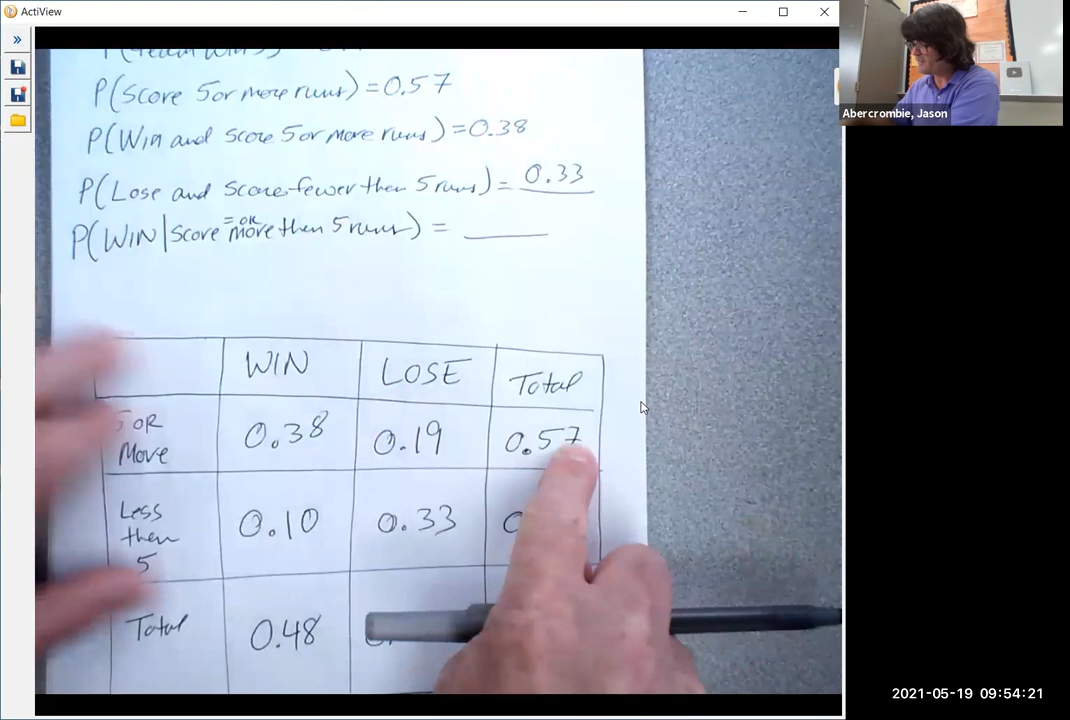 ActiView
P(Score 5 or more runs) = 0.57
P(Win and score 5 or more runs) = 0.38
P(Lose and score fewer then 5 runs) = 0.33
= OR
P(WIN | score more then 5 runs) =
WIN LOSE Total
OR More 0.38 0.19 0.57
Less then 5 0.10 0.33
Total 0.48
Abercrombie, Jason
2021-05-19 09:54:21